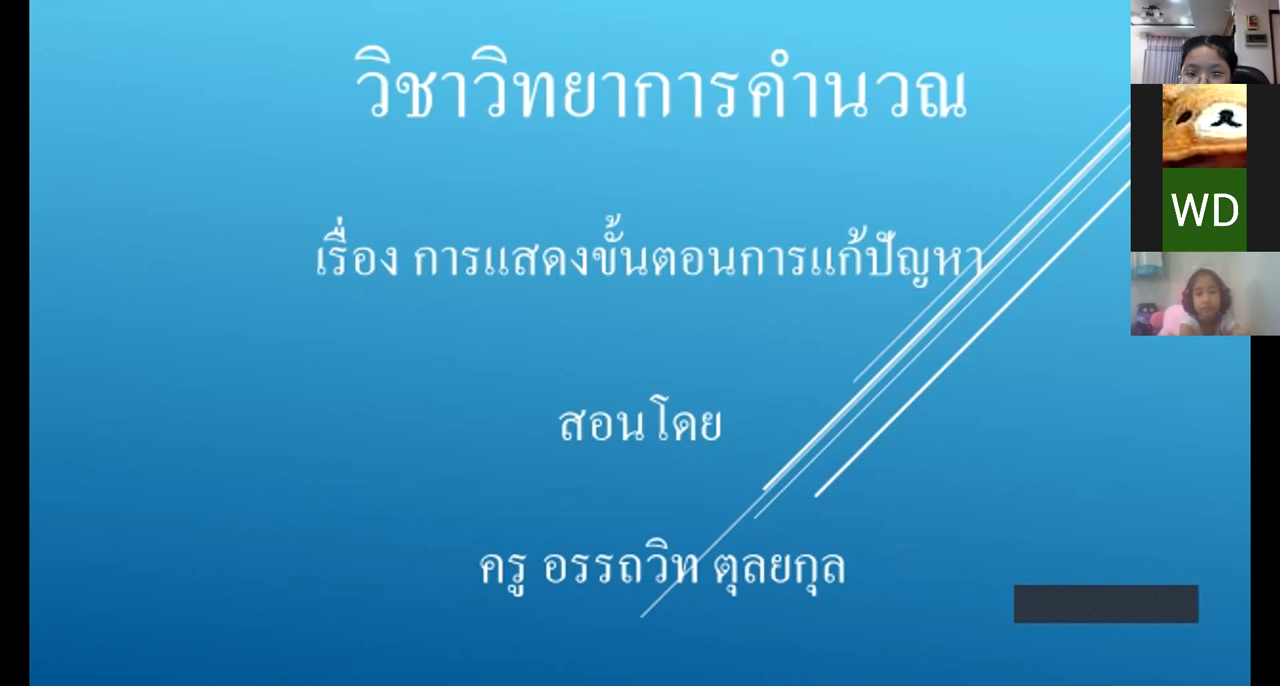 วิชาวิทยาการคำนวณ
เรื่อง การแสดงขั้นตอนการแก้ปัญหา
สอนโดย
ครู อรรถวิท ตุลยกุล
WD